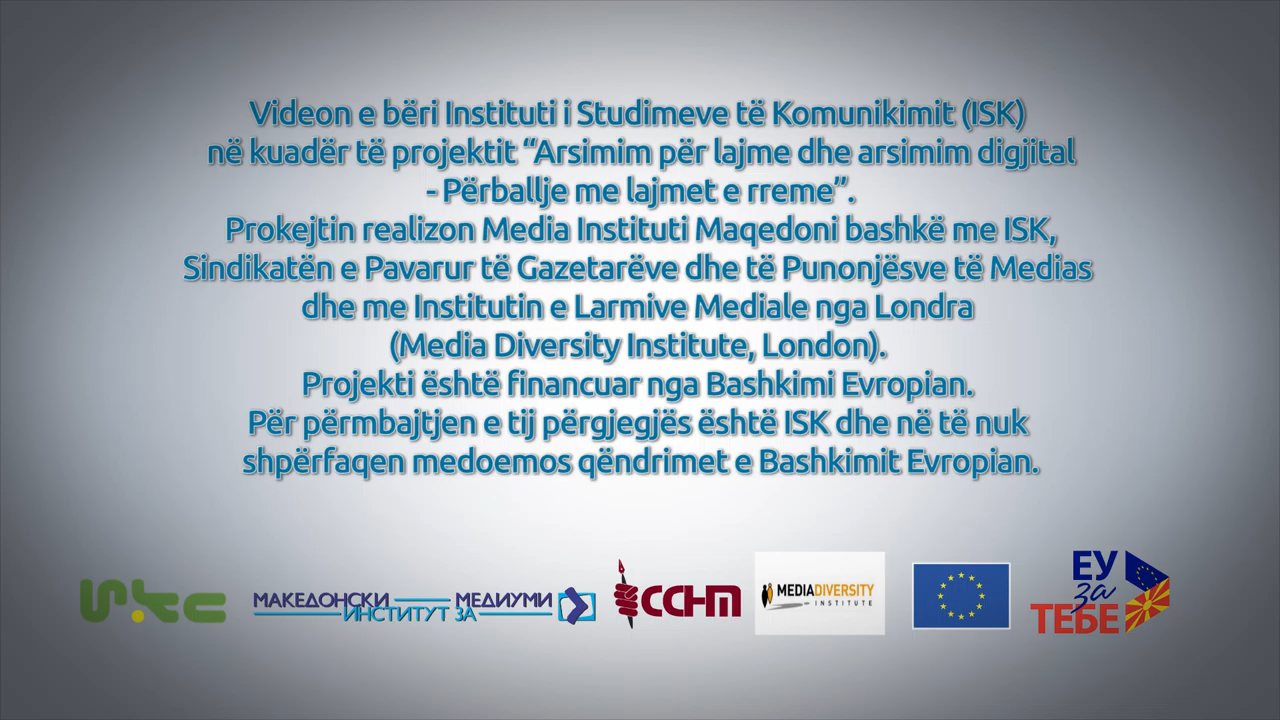 Videon e bëri Instituti i Studimeve të Komunikimit (ISK)
në kuadër të projektit “Arsimim për lajme dhe arsimim digjital
- Përballje me lajmet e rreme”.
Prokejtin realizon Media Instituti Maqedoni bashkë me ISK,
Sindikatën e Pavarur të Gazetarëve dhe të Punonjësve të Medias
dhe me Institutin e Larmive Mediale nga Londra
(Media Diversity Institute, London).
Projekti është financuar nga Bashkimi Evropian.
Për përmbajtjen e tij përgjegjës është ISK dhe në të nuk
shpërfaqen medoemos qëndrimet e Bashkimit Evropian.
МАКЕДОНСКИ МЕДИУМИ
ИНСТИТУТ ЗА
ССНМ
MEDIADIVERSITY
INSTITUTE
ЕУ
за
ТЕБЕ